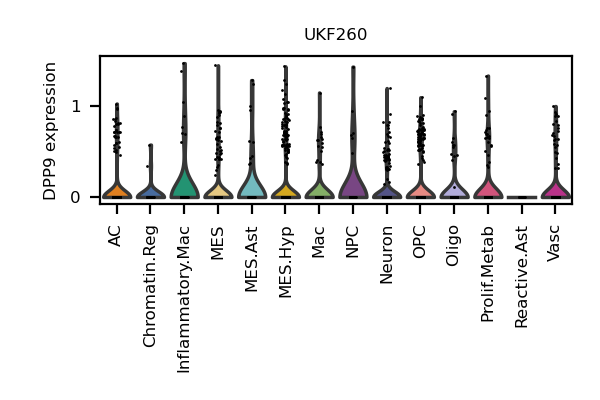 UKF260
DPP9 expression
1
0
AC
Chromatin.Reg
Inflammatory.Mac
MES
MES.Ast
MES.Hyp
Mac
NPC
Neuron
OPC
Oligo
Prolif.Metab
Reactive.Ast
Vasc